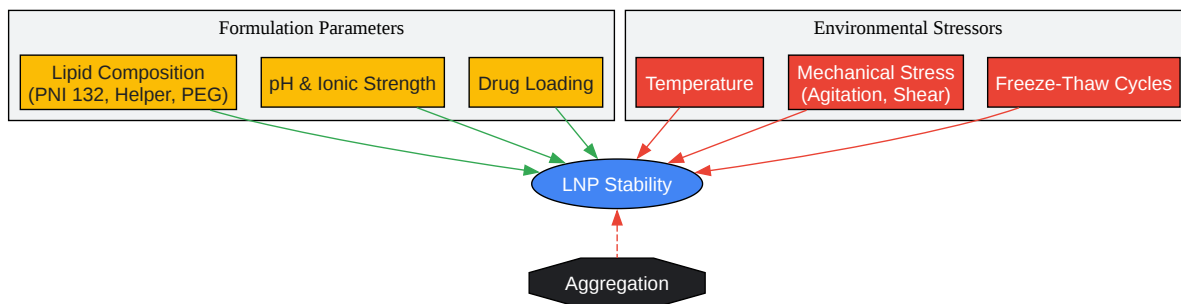 Formulation Parameters
Lipid Composition
(PNI 132, Helper, PEG)
pH & Ionic Strength
Drug Loading
Environmental Stressors
Temperature
Mechanical Stress
(Agitation, Shear)
Freeze-Thaw Cycles
LNP Stability
Aggregation